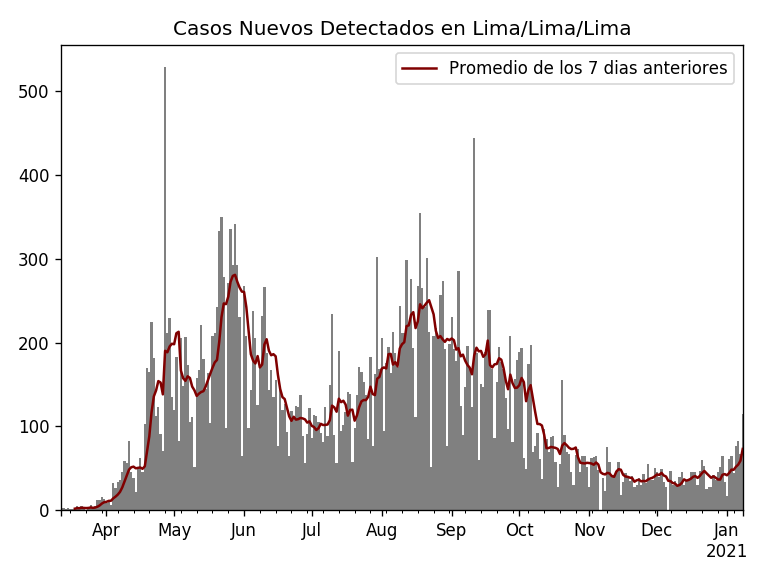 Casos Nuevos Detectados en Lima/Lima/Lima
Promedio de los 7 dias anteriores
500
400
300
200
100
0
Apr May Jun Jul Aug Sep Oct Nov Dec Jan
2021